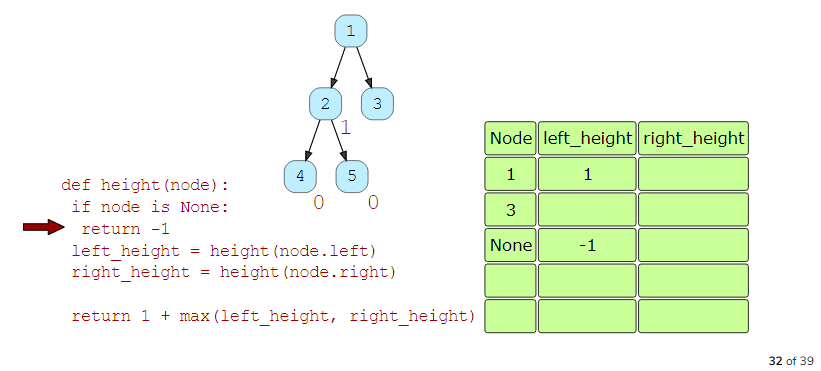 1
2
3
1
4
5
0
0
def height(node):
if node is None:
return -1
left_height = height(node.left)
right_height = height(node.right)
return 1 + max(left_height, right_height)
Node left_height right_height
1 1
3
None -1
32 of 39